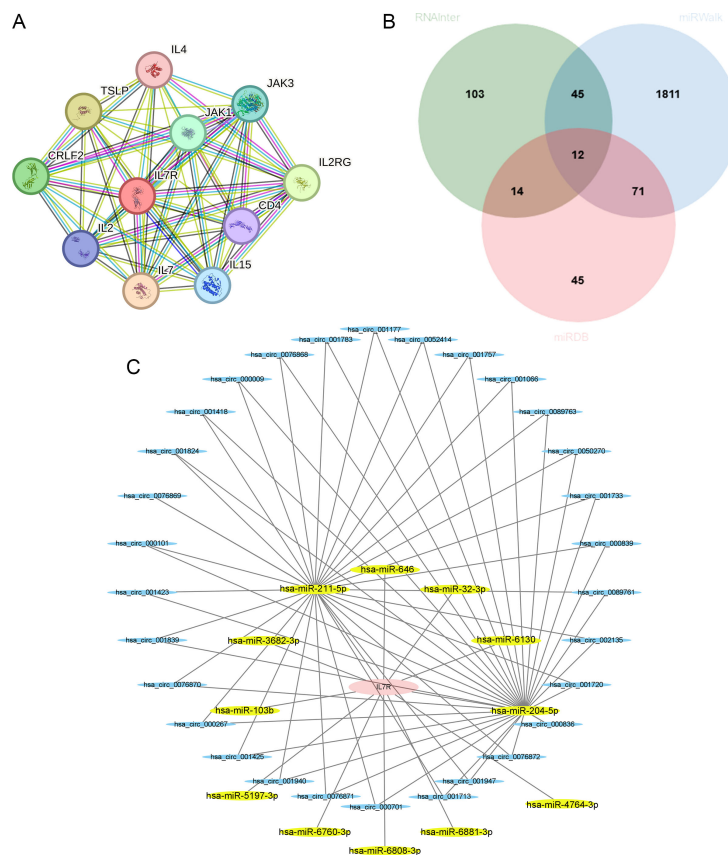 A
IL4
TSLP
JAK3
JAK1
CRLF2
IL7R
IL2RG
CD4
IL2
IL7
IL15
B
RNAInter
miRWalk
103
45
1811
12
14
71
45
miRDB
C
hsa_circ_001177
hsa_circ_001783
hsa_circ_0052414
hsa_circ_0076868
hsa_circ_001757
hsa_circ_000009
hsa_circ_001066
hsa_circ_001418
hsa_circ_0089763
hsa_circ_001824
hsa_circ_0050270
hsa_circ_0076869
hsa_circ_001733
hsa_circ_000101
hsa_circ_000839
hsa-miR-646
hsa-miR-211-5p
hsa-miR-32-3p
hsa_circ_001423
hsa_circ_0089761
hsa_circ_001839
hsa-miR-3682-3p
hsa-miR-6130
hsa_circ_002135
hsa_circ_0076870
IL7R
hsa_circ_001720
hsa-miR-103b
hsa-miR-204-5p
hsa_circ_000267
hsa_circ_000836
hsa_circ_001425
hsa_circ_0076872
hsa_circ_001940
hsa_circ_001947
hsa-miR-5197-3p
hsa_circ_0076871
hsa_circ_001713
hsa_circ_000701
hsa-miR-4764-3p
hsa-miR-6760-3p
hsa-miR-6881-3p
hsa-miR-6808-3p